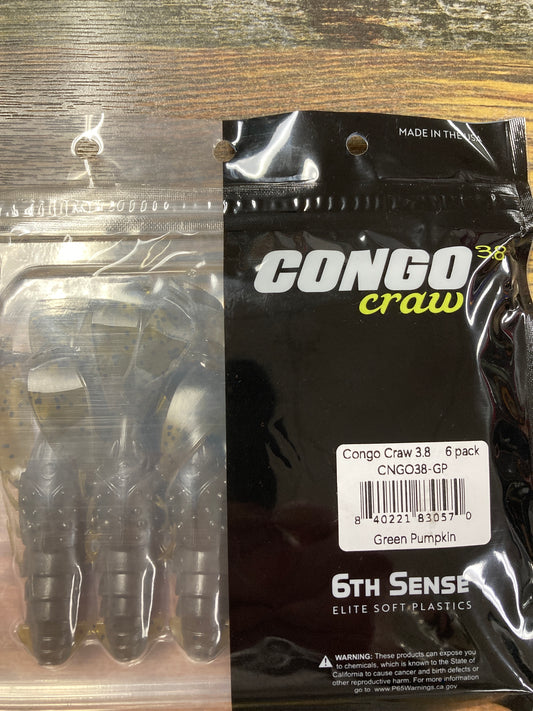 MADE IN THE USA
CONGO 3.8
craw
Congo Craw 3.8 6 pack
CNGO38-GP
8 40221 83057 0
Green Pumpkin
6TH SENSE
ELITE SOFT PLASTICS
WARNING: These products can expose you
to chemicals, which is known to the State of
California to cause cancer and birth defects or
other reproductive harm. For more information
go to www.P65Warnings.ca.gov